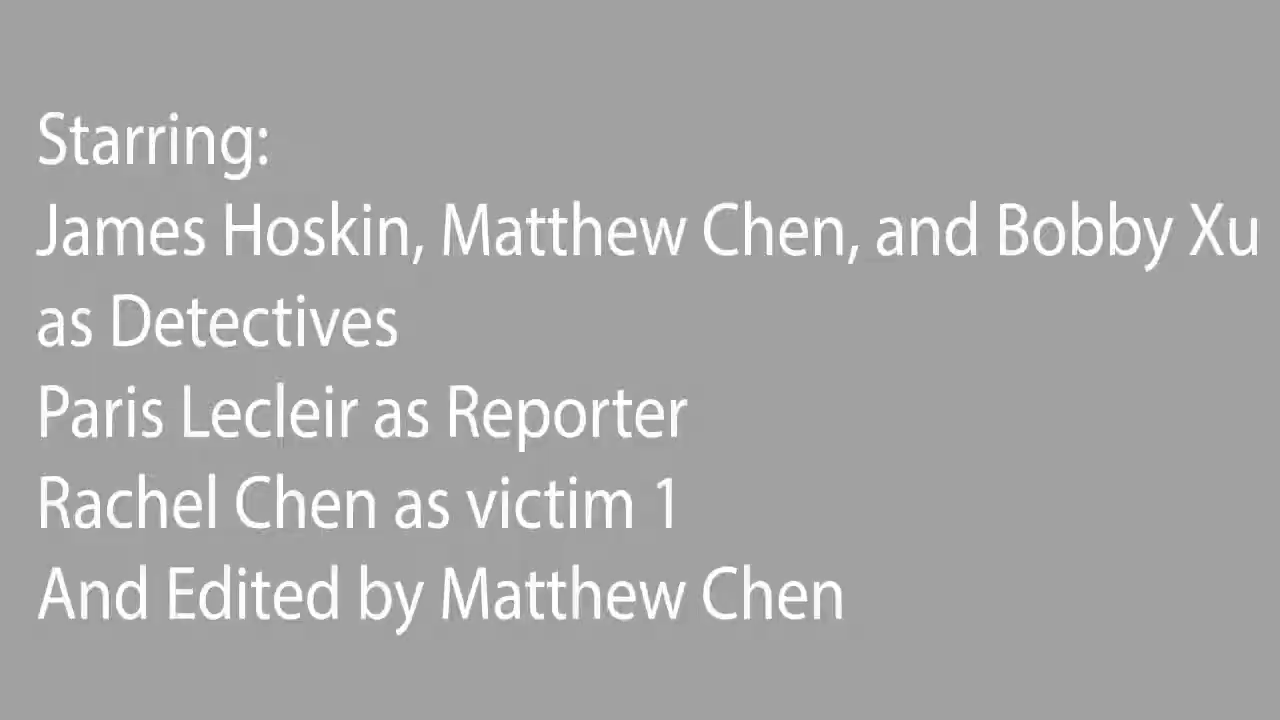 Starring:
James Hoskin, Matthew Chen, and Bobby Xu
as Detectives
Paris Lecleir as Reporter
Rachel Chen as victim 1
And Edited by Matthew Chen